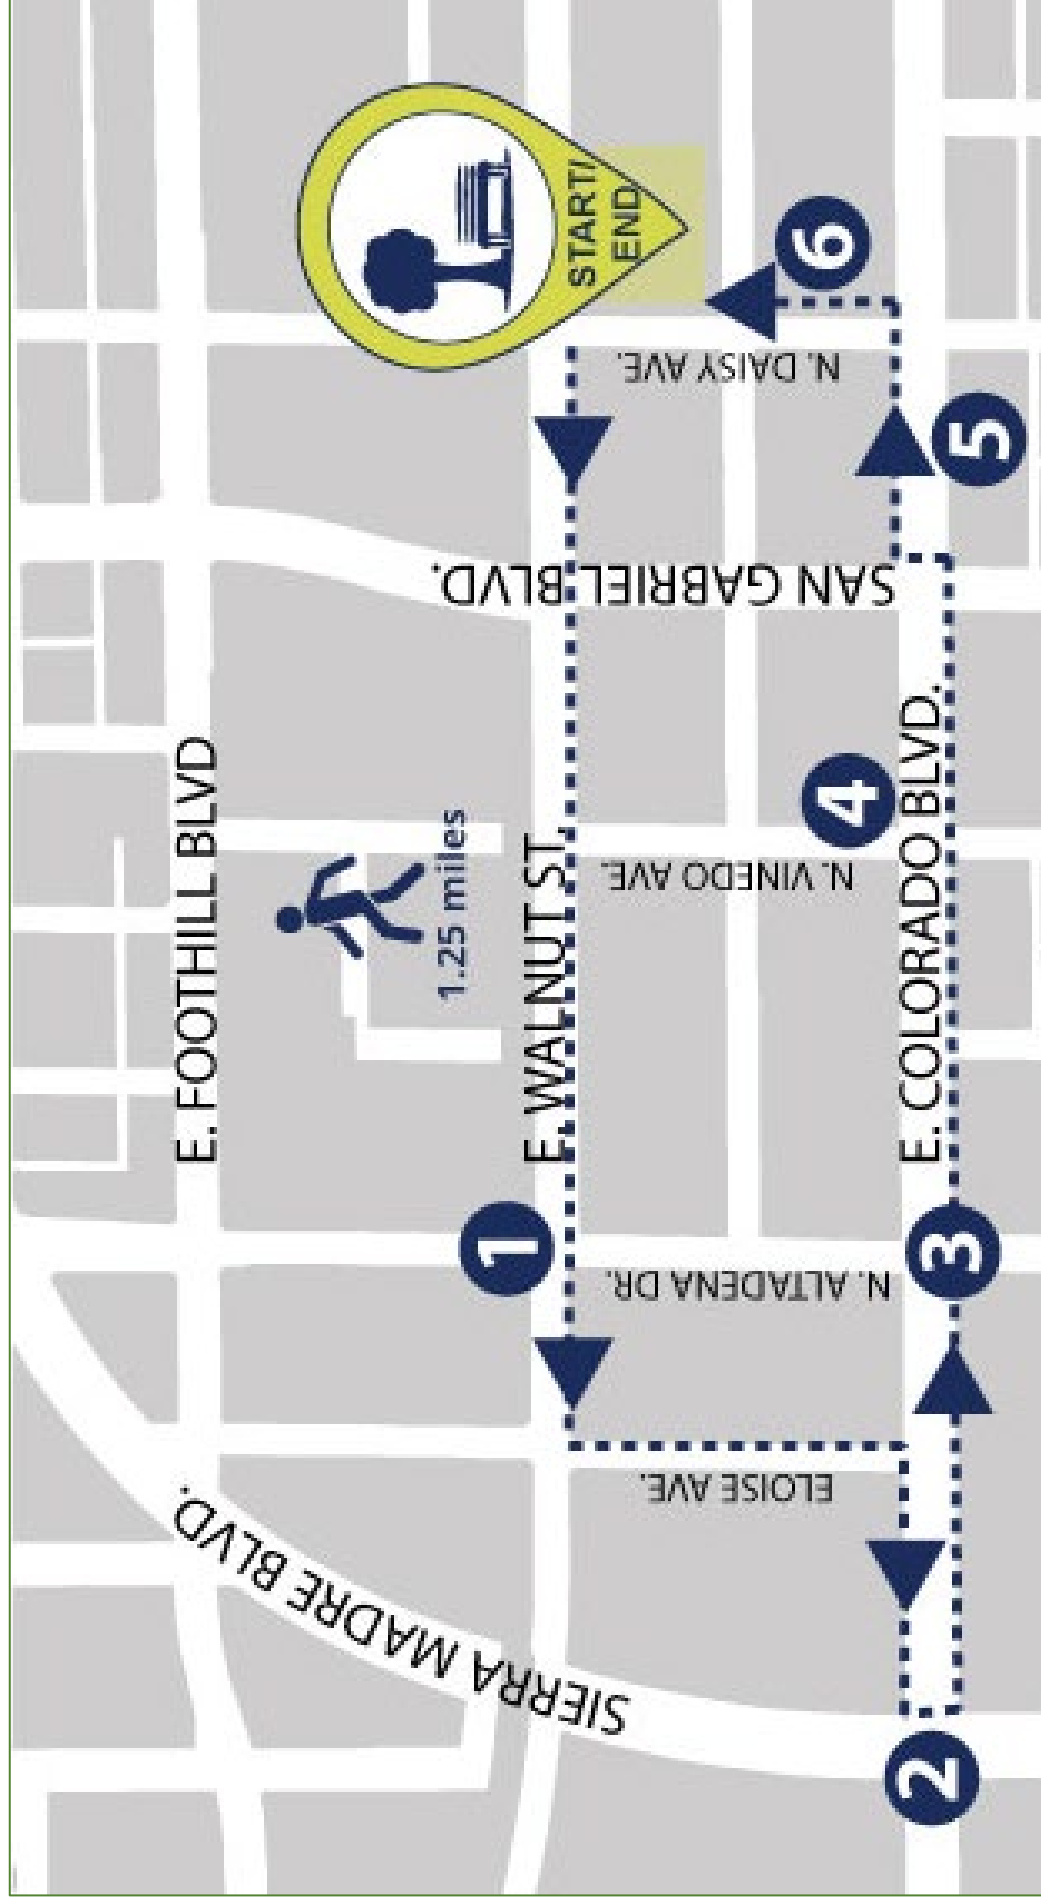 START/
END
N. DAISY AVE.
SAN GABRIEL BLVD.
E. FOOTHILL BLVD
1.25 miles
E. WALNUT ST.
N. VINEDO AVE.
E. COLORADO BLVD.
N. ALTADENA DR.
ELOISE AVE.
SIERRA MADRE BLVD.
1
2
3
4
5
6